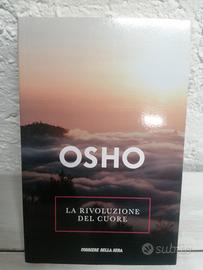 OSHO
LA RIVOLUZIONE
DEL CUORE
CORRIERE DELLA SERA
subito